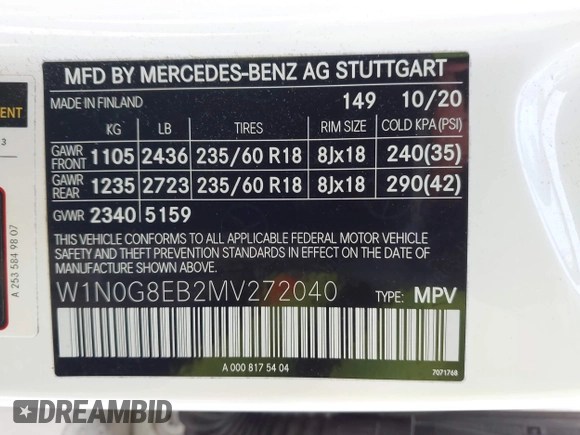 MFD BY MERCEDES-BENZ AG STUTTGART
MADE IN FINLAND 149 10/20
KG LB TIRES RIM SIZE COLD KPA (PSI)
GAWR FRONT 1105 2436 235/60 R18 8Jx18 240(35)
GAWR REAR 1235 2723 235/60 R18 8Jx18 290(42)
GVWR 2340 5159
THIS VEHICLE CONFORMS TO ALL APPLICABLE FEDERAL MOTOR VEHICLE
SAFETY AND THEFT PREVENTION STANDARDS IN EFFECT ON THE DATE OF
MANUFACTURE SHOWN ABOVE.
W1N0G8EB2MV272040 TYPE: MPV
A 000 817 54 04
7071768
ENT
3
A 253 584 98 07
DREAMBID